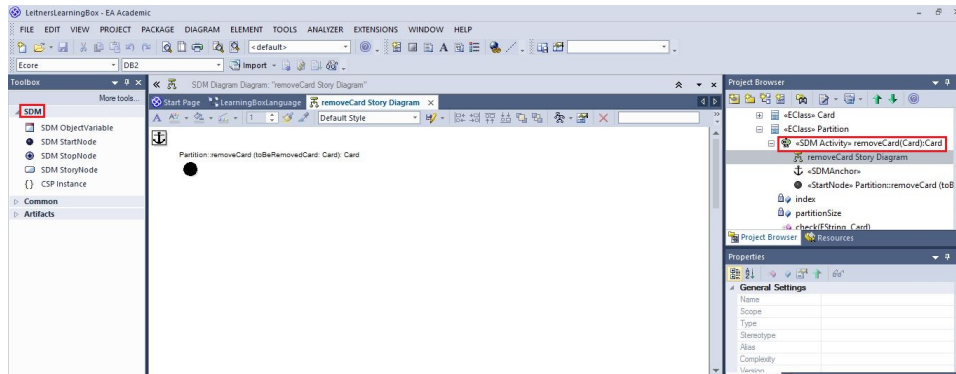 LeitnersLearningBox - EA Academic
FILE EDIT VIEW PROJECT PACKAGE DIAGRAM ELEMENT TOOLS ANALYZER EXTENSIONS WINDOW HELP
<default>
A
Ecore DB2 Import
Toolbox
More tools...
SDM
SDM ObjectVariable
SDM StartNode
SDM StopNode
SDM StoryNode
{} CSP Instance
Common
Artifacts
SDM Diagram Diagram: "removeCard Story Diagram"
Start Page LearningBoxLanguage removeCard Story Diagram
A 1 Default Style
Partition::removeCard (toBeRemovedCard: Card): Card
Project Browser
«EClass» Card
«EClass» Partition
«SDM Activity» removeCard(Card):Card
removeCard Story Diagram
«SDMAnchor»
«StartNode» Partition::removeCard (toB
index
partitionSize
check(EString, Card)
Project Browser Resources
Properties
General Settings
Name
Scope
Type
Stereotype
Alias
Complexity
Version